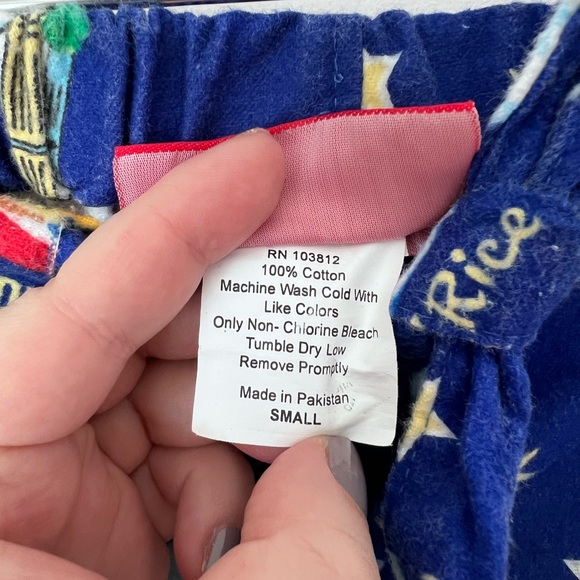 RN 103812
100% Cotton
Machine Wash Cold With
Like Colors
Only Non- Chlorine Bleach
Tumble Dry Low
Remove Promptly
Made in Pakistan
SMALL
Rice